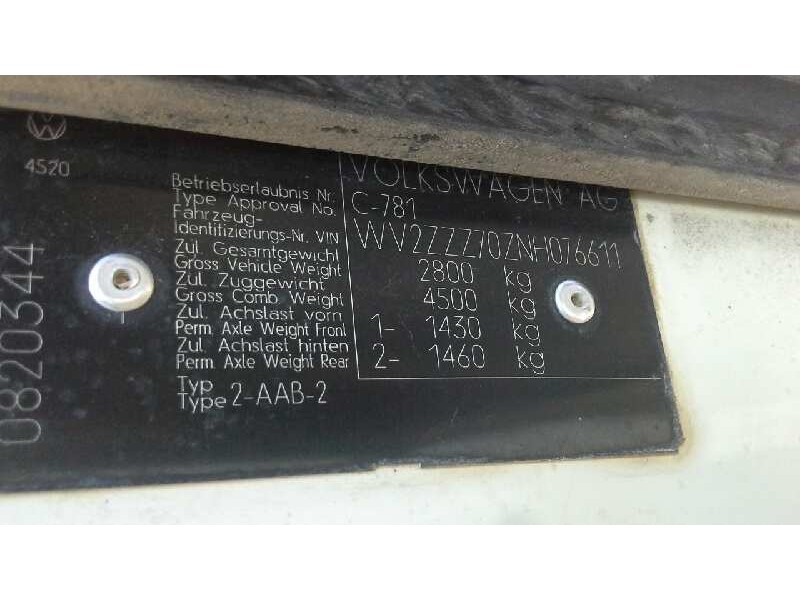 4520
0820344
VOLKSWAGEN AG
Betriebserlaubnis Nr.
Type Approval No.
C-781
Fahrzeug-
Identifizierungs-Nr. VIN
WV2ZZZ70ZNH076611
Zul. Gesamtgewicht
Gross Vehicle Weight
2800 kg
Zul. Zuggewicht
Gross Comb Weight
4500 kg
Zul. Achslast vorn
Perm. Axle Weight Front
1- 1430 kg
Zul. Achslast hinten
Perm. Axle Weight Rear
2- 1460 kg
Typ
Type 2-AAB-2